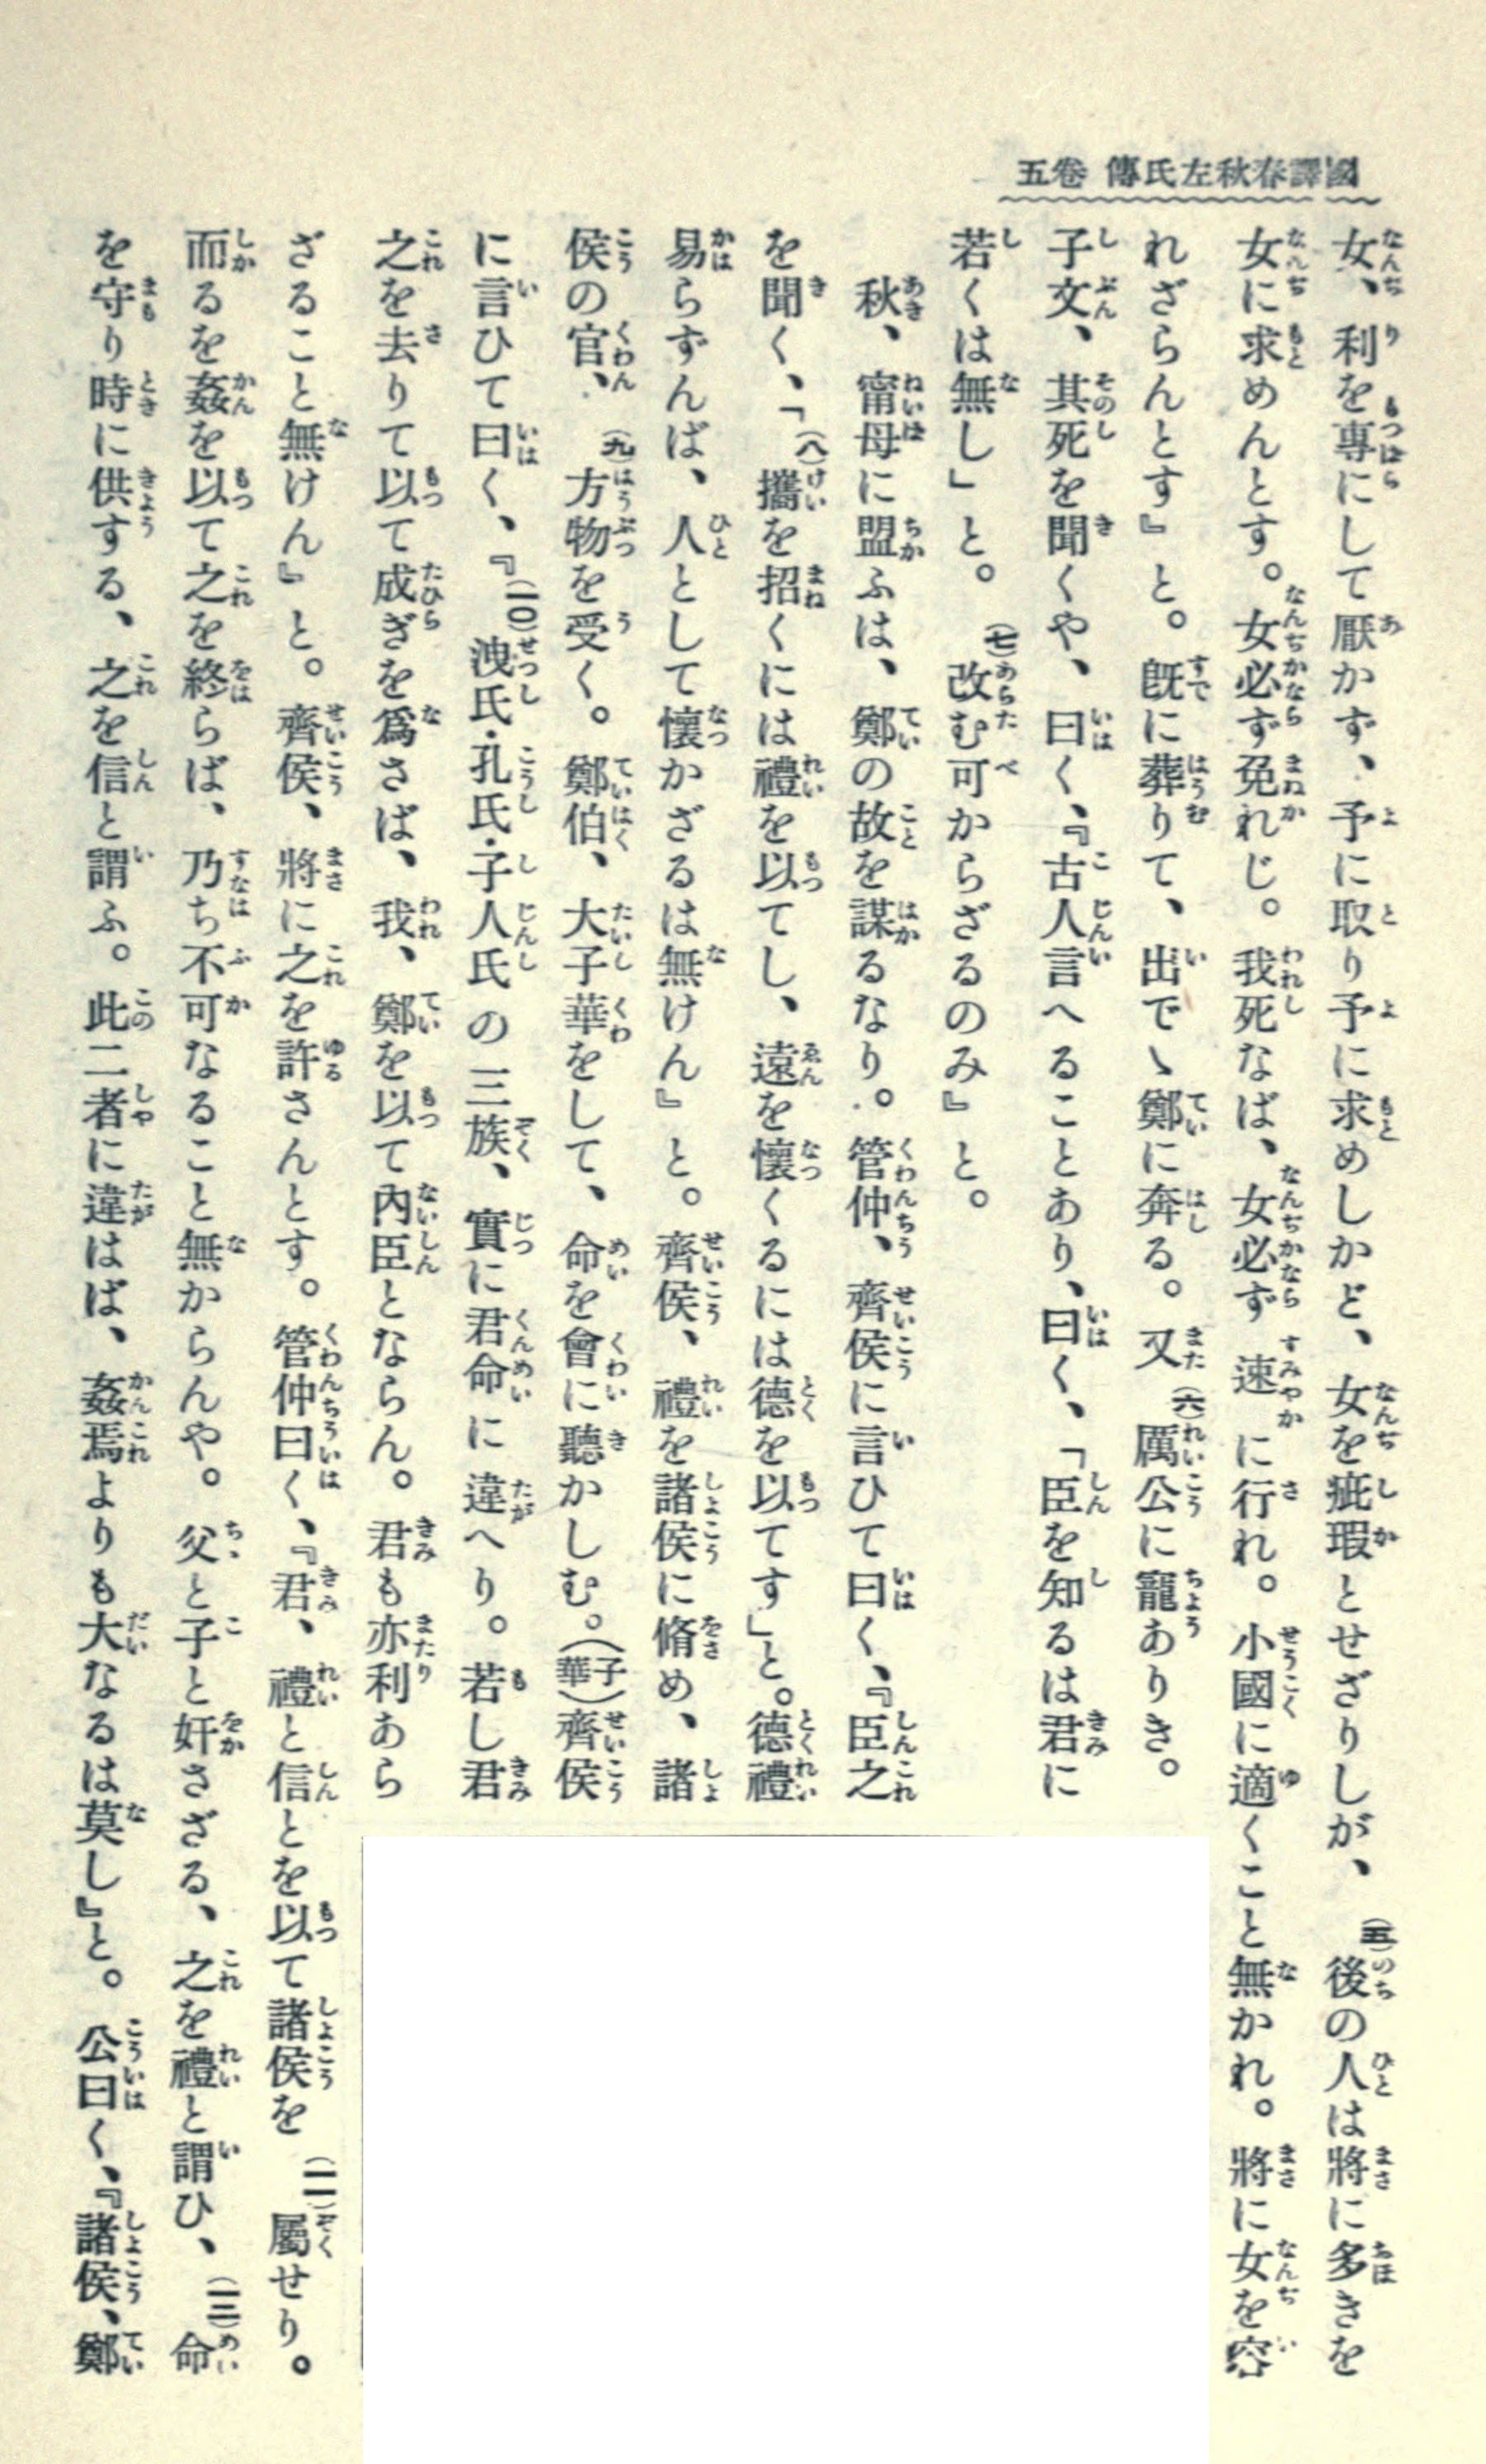 國譯春秋左氏傳 卷五
女、利を專にして厭かず、予に取り予に求めしかど、女を疵瑕とせざりしが、(五)後の人は將に多きを
女に求めんとす。女必ず免れじ。我死なば、女必ず速に行れ。小國に適くこと無かれ。將に女を容
れざらんとす』と。既に葬りて、出でゝ鄭に奔る。又(六)厲公に寵ありき。
子文、其死を聞くや、曰く、『古人言へることあり、曰く、「臣を知るは君に
若くは無し」と。(七)改む可からざるのみ』と。
秋、甯母に盟ふは、鄭の故を謀るなり。管仲、齊侯に言ひて曰く、『臣之
を聞く、「(八)攜を招くには禮を以てし、遠を懷くるには德を以てす」と。德禮
易らずんば、人として懷かざるは無けん』と。齊侯、禮を諸侯に脩め、諸
侯の官、(九)方物を受く。鄭伯、大子華をして、命を會に聽かしむ。(子華)齊侯
に言ひて曰く、『(一〇)洩氏・孔氏・子人氏の三族、實に君命に違へり。若し君
之を去りて以て成ぎを爲さば、我、鄭を以て內臣とならん。君も亦利あら
ざること無けん』と。齊侯、將に之を許さんとす。管仲曰く、『君、禮と信とを以て諸侯を(一一)屬せり。
而るを姦を以て之を終らば、乃ち不可なること無からんや。父と子と奸さざる、之を禮と謂ひ、(一二)命
を守り時に供する、之を信と謂ふ。此二者に違はば、姦焉よりも大なるは莫し』と。公曰く、『諸侯、鄭